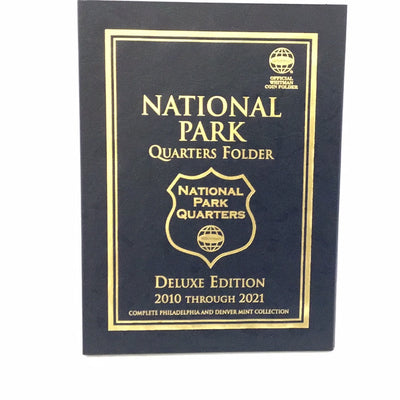 OFFICIAL
WHITMAN
COIN FOLDER
NATIONAL
PARK
QUARTERS FOLDER
NATIONAL
PARK
QUARTERS
DELUXE EDITION
2010 THROUGH 2021
COMPLETE PHILADELPHIA AND DENVER MINT COLLECTION